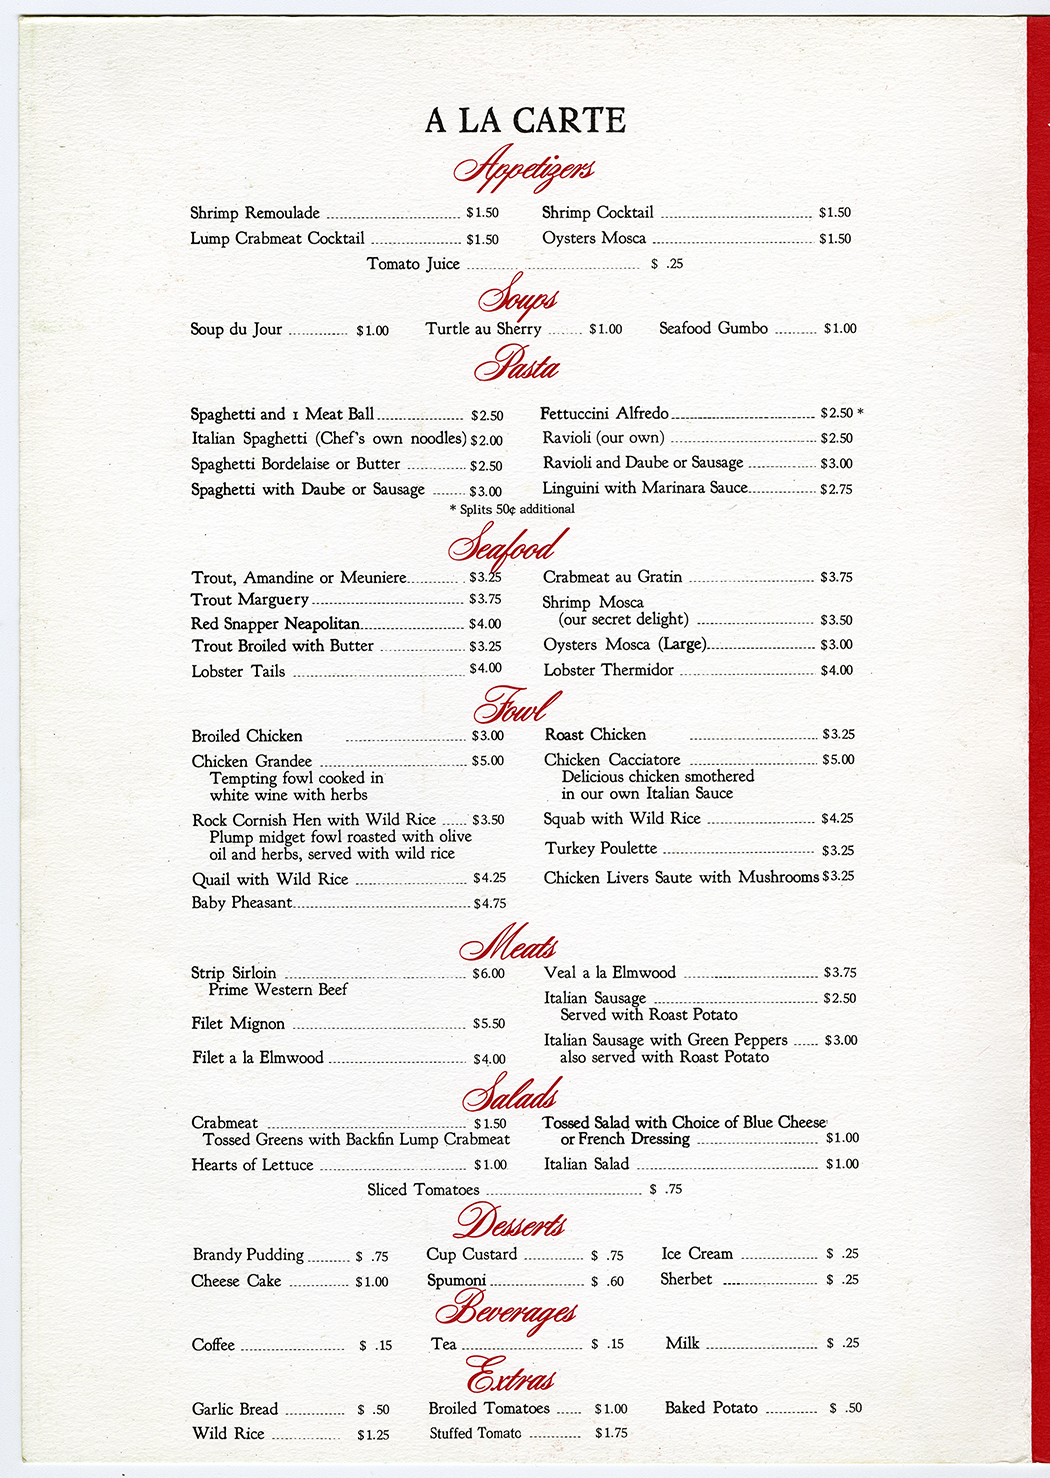 A LA CARTE
Appetizers
Shrimp Remoulade $1.50 Shrimp Cocktail $1.50
Lump Crabmeat Cocktail $1.50 Oysters Mosca $1.50
Tomato Juice $ .25
Soups
Soup du Jour $1.00 Turtle au Sherry $1.00 Seafood Gumbo $1.00
Pasta
Spaghetti and 1 Meat Ball $2.50 Fettuccini Alfredo $2.50 *
Italian Spaghetti (Chef's own noodles) $2.00 Ravioli (our own) $2.50
Spaghetti Bordelaise or Butter $2.50 Ravioli and Daube or Sausage $3.00
Spaghetti with Daube or Sausage $3.00 Linguini with Marinara Sauce $2.75
* Splits 50¢ additional
Seafood
Trout, Amandine or Meuniere $3.25 Crabmeat au Gratin $3.75
Trout Marguery $3.75 Shrimp Mosca
(our secret delight) $3.50
Red Snapper Neapolitan $4.00
Trout Broiled with Butter $3.25 Oysters Mosca (Large) $3.00
Lobster Tails $4.00 Lobster Thermidor $4.00
Fowl
Broiled Chicken $3.00 Roast Chicken $3.25
Chicken Grandee $5.00 Chicken Cacciatore $5.00
Tempting fowl cooked in Delicious chicken smothered
white wine with herbs in our own Italian Sauce
Rock Cornish Hen with Wild Rice $3.50 Squab with Wild Rice $4.25
Plump midget fowl roasted with olive
oil and herbs, served with wild rice Turkey Poulette $3.25
Quail with Wild Rice $4.25 Chicken Livers Saute with Mushrooms $3.25
Baby Pheasant $4.75
Meats
Strip Sirloin $6.00 Veal a la Elmwood $3.75
Prime Western Beef
Italian Sausage $2.50
Served with Roast Potato
Filet Mignon $5.50
Italian Sausage with Green Peppers $3.00
Filet a la Elmwood $4.00 also served with Roast Potato
Salads
Crabmeat $1.50 Tossed Salad with Choice of Blue Cheese
Tossed Greens with Backfin Lump Crabmeat or French Dressing $1.00
Hearts of Lettuce $1.00 Italian Salad $1.00
Sliced Tomatoes $ .75
Desserts
Brandy Pudding $ .75 Cup Custard $ .75 Ice Cream $ .25
Cheese Cake $1.00 Spumoni $ .60 Sherbet $ .25
Beverages
Coffee $ .15 Tea $ .15 Milk $ .25
Extras
Garlic Bread $ .50 Broiled Tomatoes $1.00 Baked Potato $ .50
Wild Rice $1.25 Stuffed Tomato $1.75